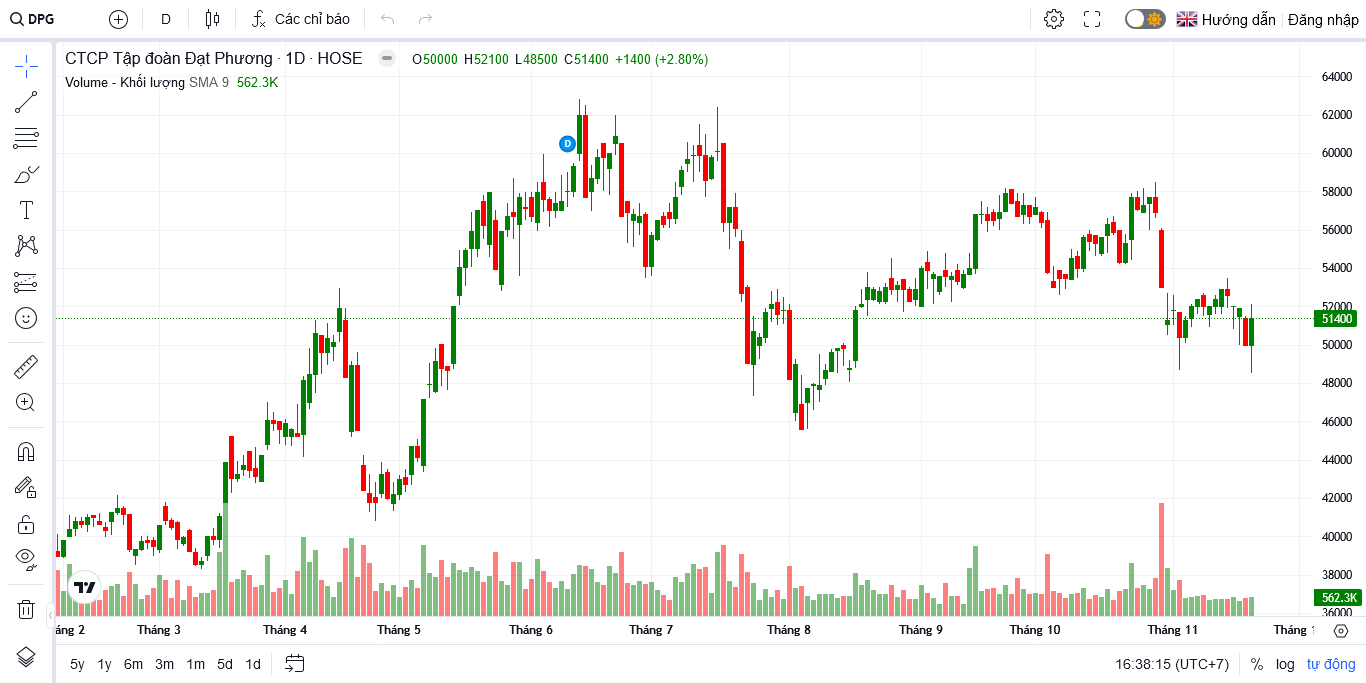 DPG D Các chỉ báo Hướng dẫn Đăng nhập
CTCP Tập đoàn Đạt Phương · 1D · HOSE O50000 H52100 L48500 C51400 +1400 (+2.80%)
Volume - Khối lượng SMA 9 562.3K
64000
62000
60000
58000
56000
54000
52000
51400
50000
48000
46000
44000
42000
40000
38000
562.3K
36000
D
Tháng 3 Tháng 4 Tháng 5 Tháng 6 Tháng 7 Tháng 8 Tháng 9 Tháng 10 Tháng 11
5y 1y 6m 3m 1m 5d 1d 16:38:15 (UTC+7) % log tự động